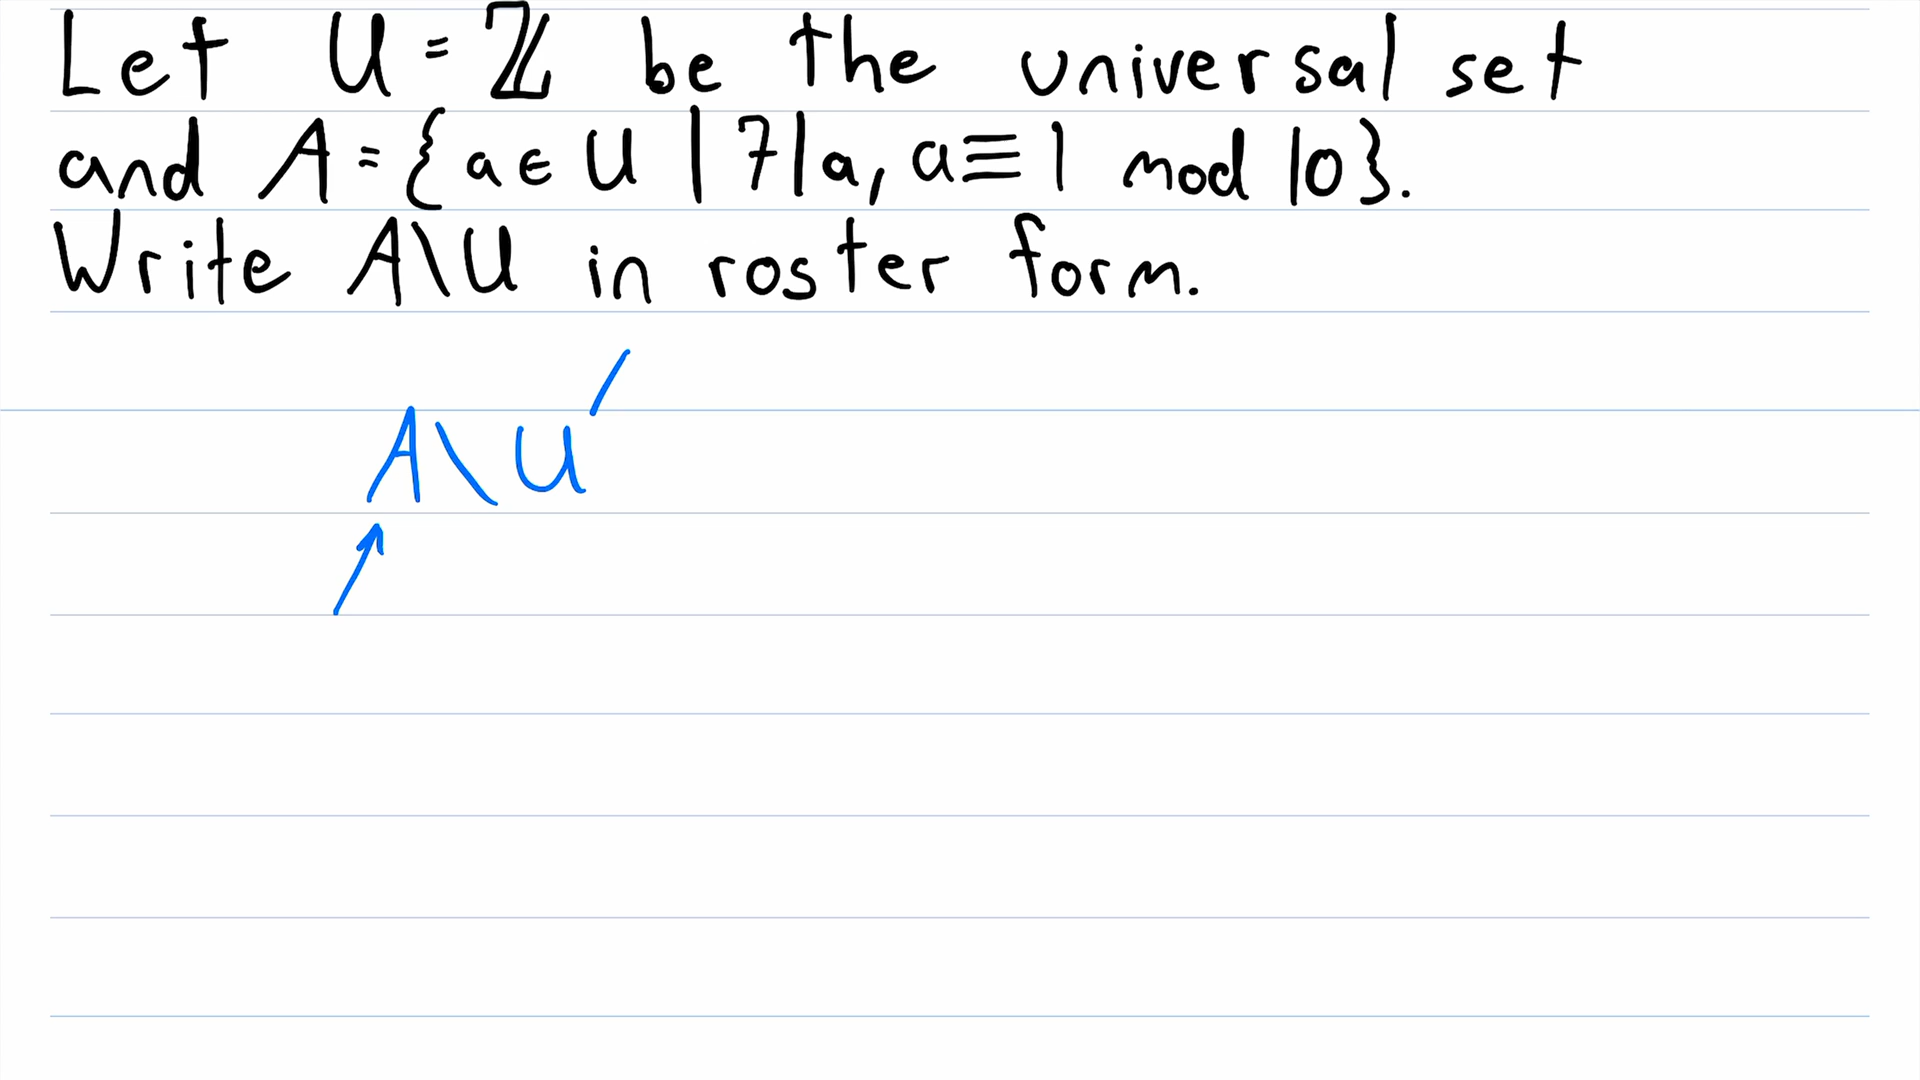 Let U = ℤ be the universal set
and A = {a ∈ U | 7|a, a ≡ 1 mod 10}.
Write A\U in roster form.
A\U